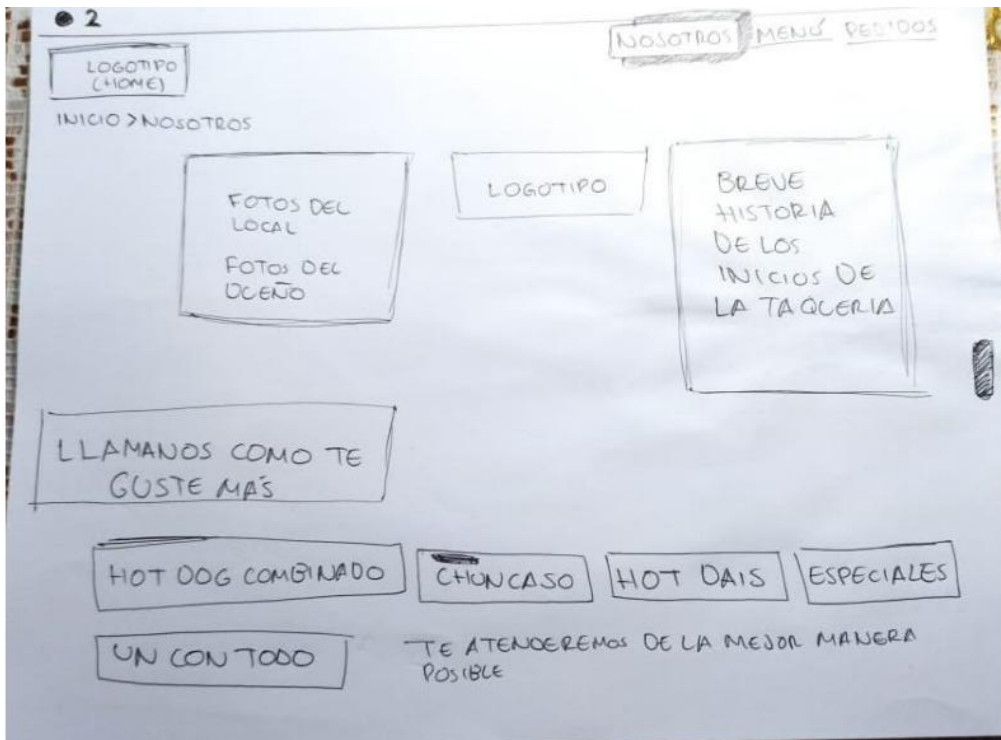 2
NOSOTROS MENÚ PEDIDOS
LOGOTIPO
(HOME)
INICIO > NOSOTROS
FOTOS DEL
LOCAL
FOTOS DEL
DCEÑO
LOGOTIPO
BREVE
HISTORIA
DE LOS
INICIOS DE
LA TAQUERIA
LLAMANOS COMO TE
GUSTE MÁS
HOT DOG COMBINADO
CHUNCASO
HOT DAIS
ESPECIALES
UN CON TODO
TE ATENDEREMOS DE LA MEJOR MANERA
POSIBLE